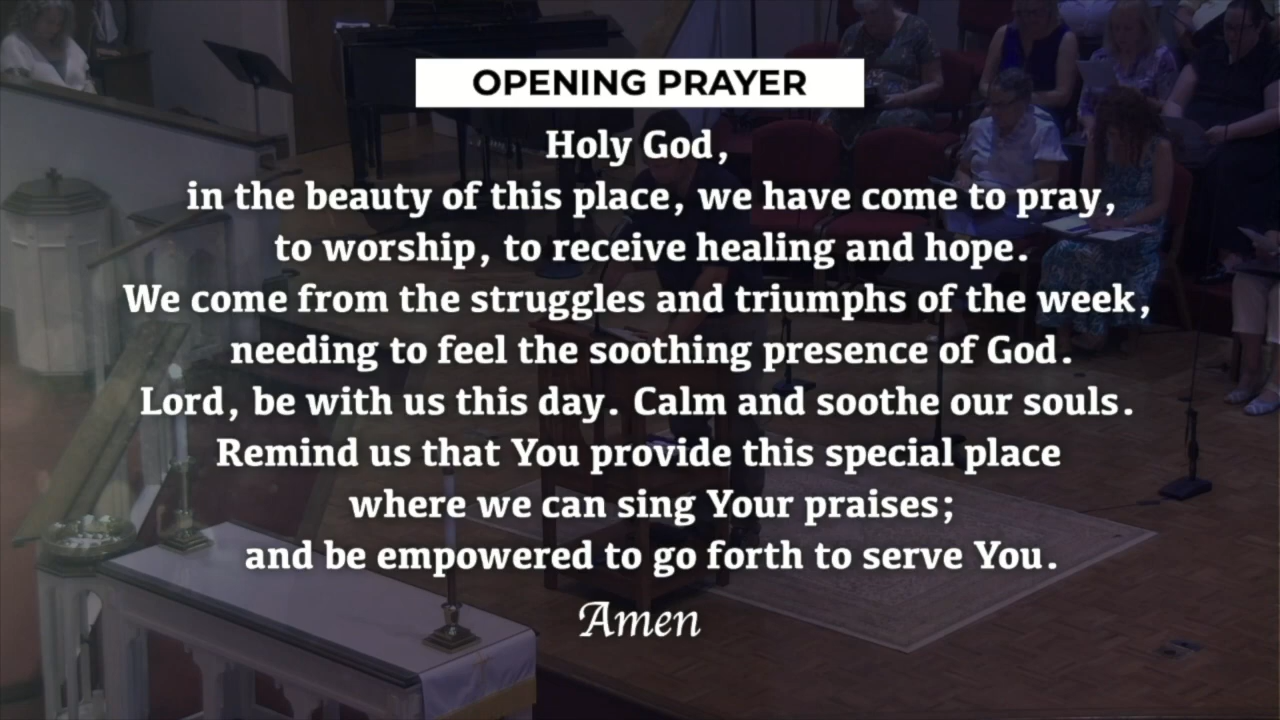 OPENING PRAYER
Holy God,
in the beauty of this place, we have come to pray,
to worship, to receive healing and hope.
We come from the struggles and triumphs of the week,
needing to feel the soothing presence of God.
Lord, be with us this day. Calm and soothe our souls.
Remind us that You provide this special place
where we can sing Your praises;
and be empowered to go forth to serve You.
Amen